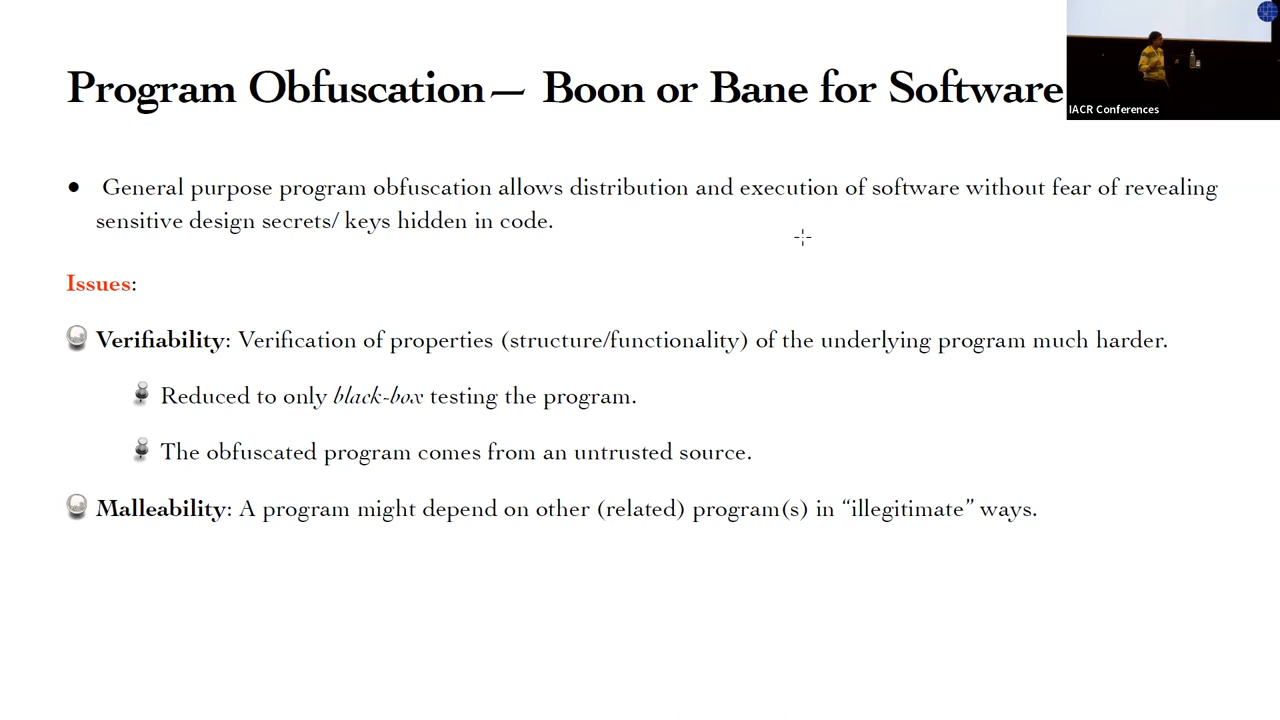 Program Obfuscation— Boon or Bane for Software
IACR Conferences
• General purpose program obfuscation allows distribution and execution of software without fear of revealing
sensitive design secrets/ keys hidden in code.
Issues:
Verifiability: Verification of properties (structure/functionality) of the underlying program much harder.
Reduced to only black-box testing the program.
The obfuscated program comes from an untrusted source.
Malleability: A program might depend on other (related) program(s) in “illegitimate” ways.